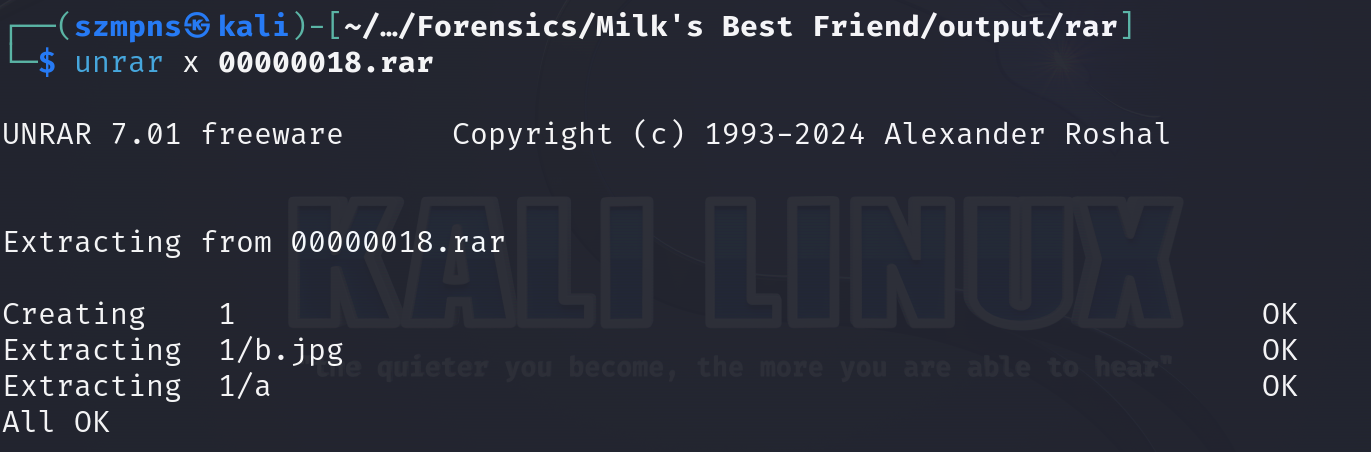 ┌──(szmpns㉿kali)-[~/…/Forensics/Milk's Best Friend/output/rar]
└─$ unrar x 00000018.rar
UNRAR 7.01 freeware      Copyright (c) 1993-2024 Alexander Roshal
Extracting from 00000018.rar
KALI LINUX
Creating    1                                                         OK
Extracting  1/b.jpg                                                   OK
"the quieter you become, the more you are able to hear"
Extracting  1/a                                                       OK
All OK